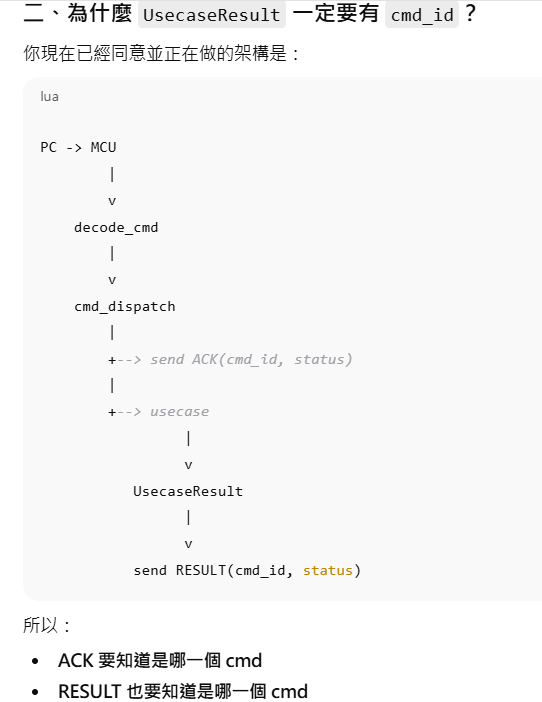 二、為什麼 UsecaseResult 一定要有 cmd_id ？
你現在已經同意並正在做的架構是：
lua
PC -> MCU
|
v
decode_cmd
|
v
cmd_dispatch
|
+--> send ACK(cmd_id, status)
|
+--> usecase
|
v
UsecaseResult
|
v
send RESULT(cmd_id, status)
所以：
• ACK 要知道是哪一個 cmd
• RESULT 也要知道是哪一個 cmd